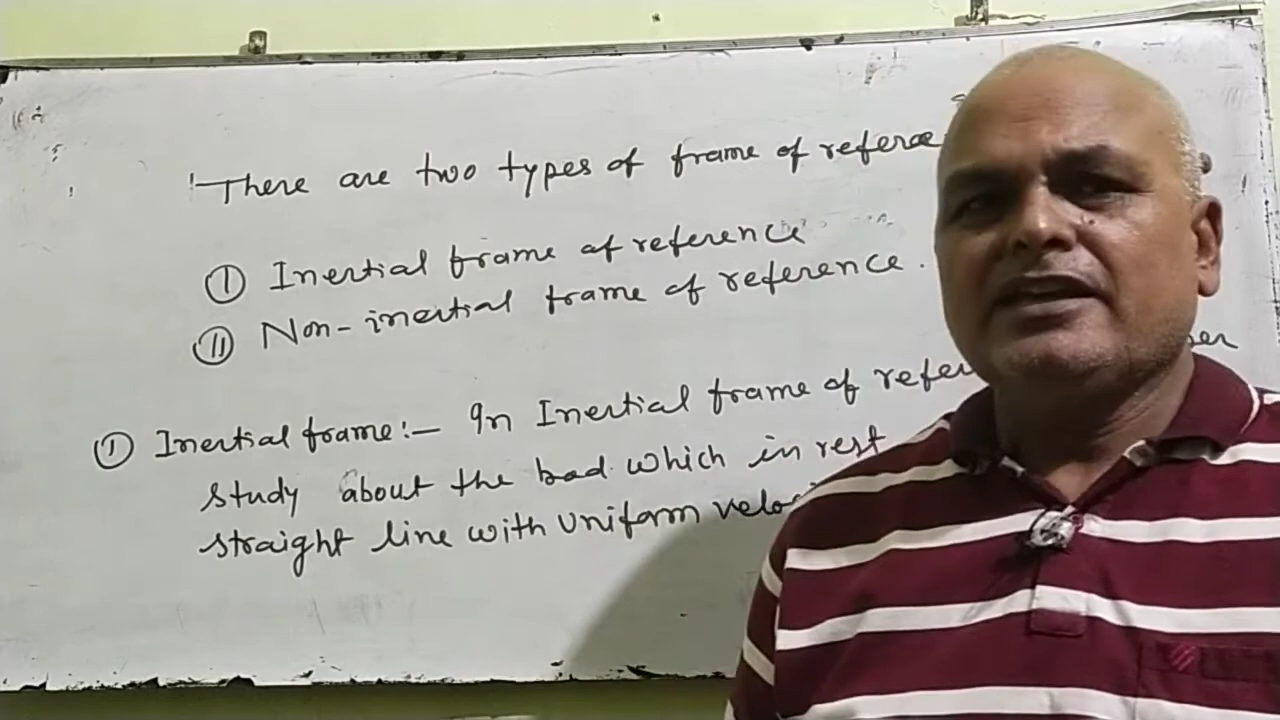 There are two types of frame of refere
I Inertial frame of reference
II Non-inertial frame of reference.
I Inertial frame:- In Inertial frame of refer
study about the bod which in rest
straight line with uniform veloc